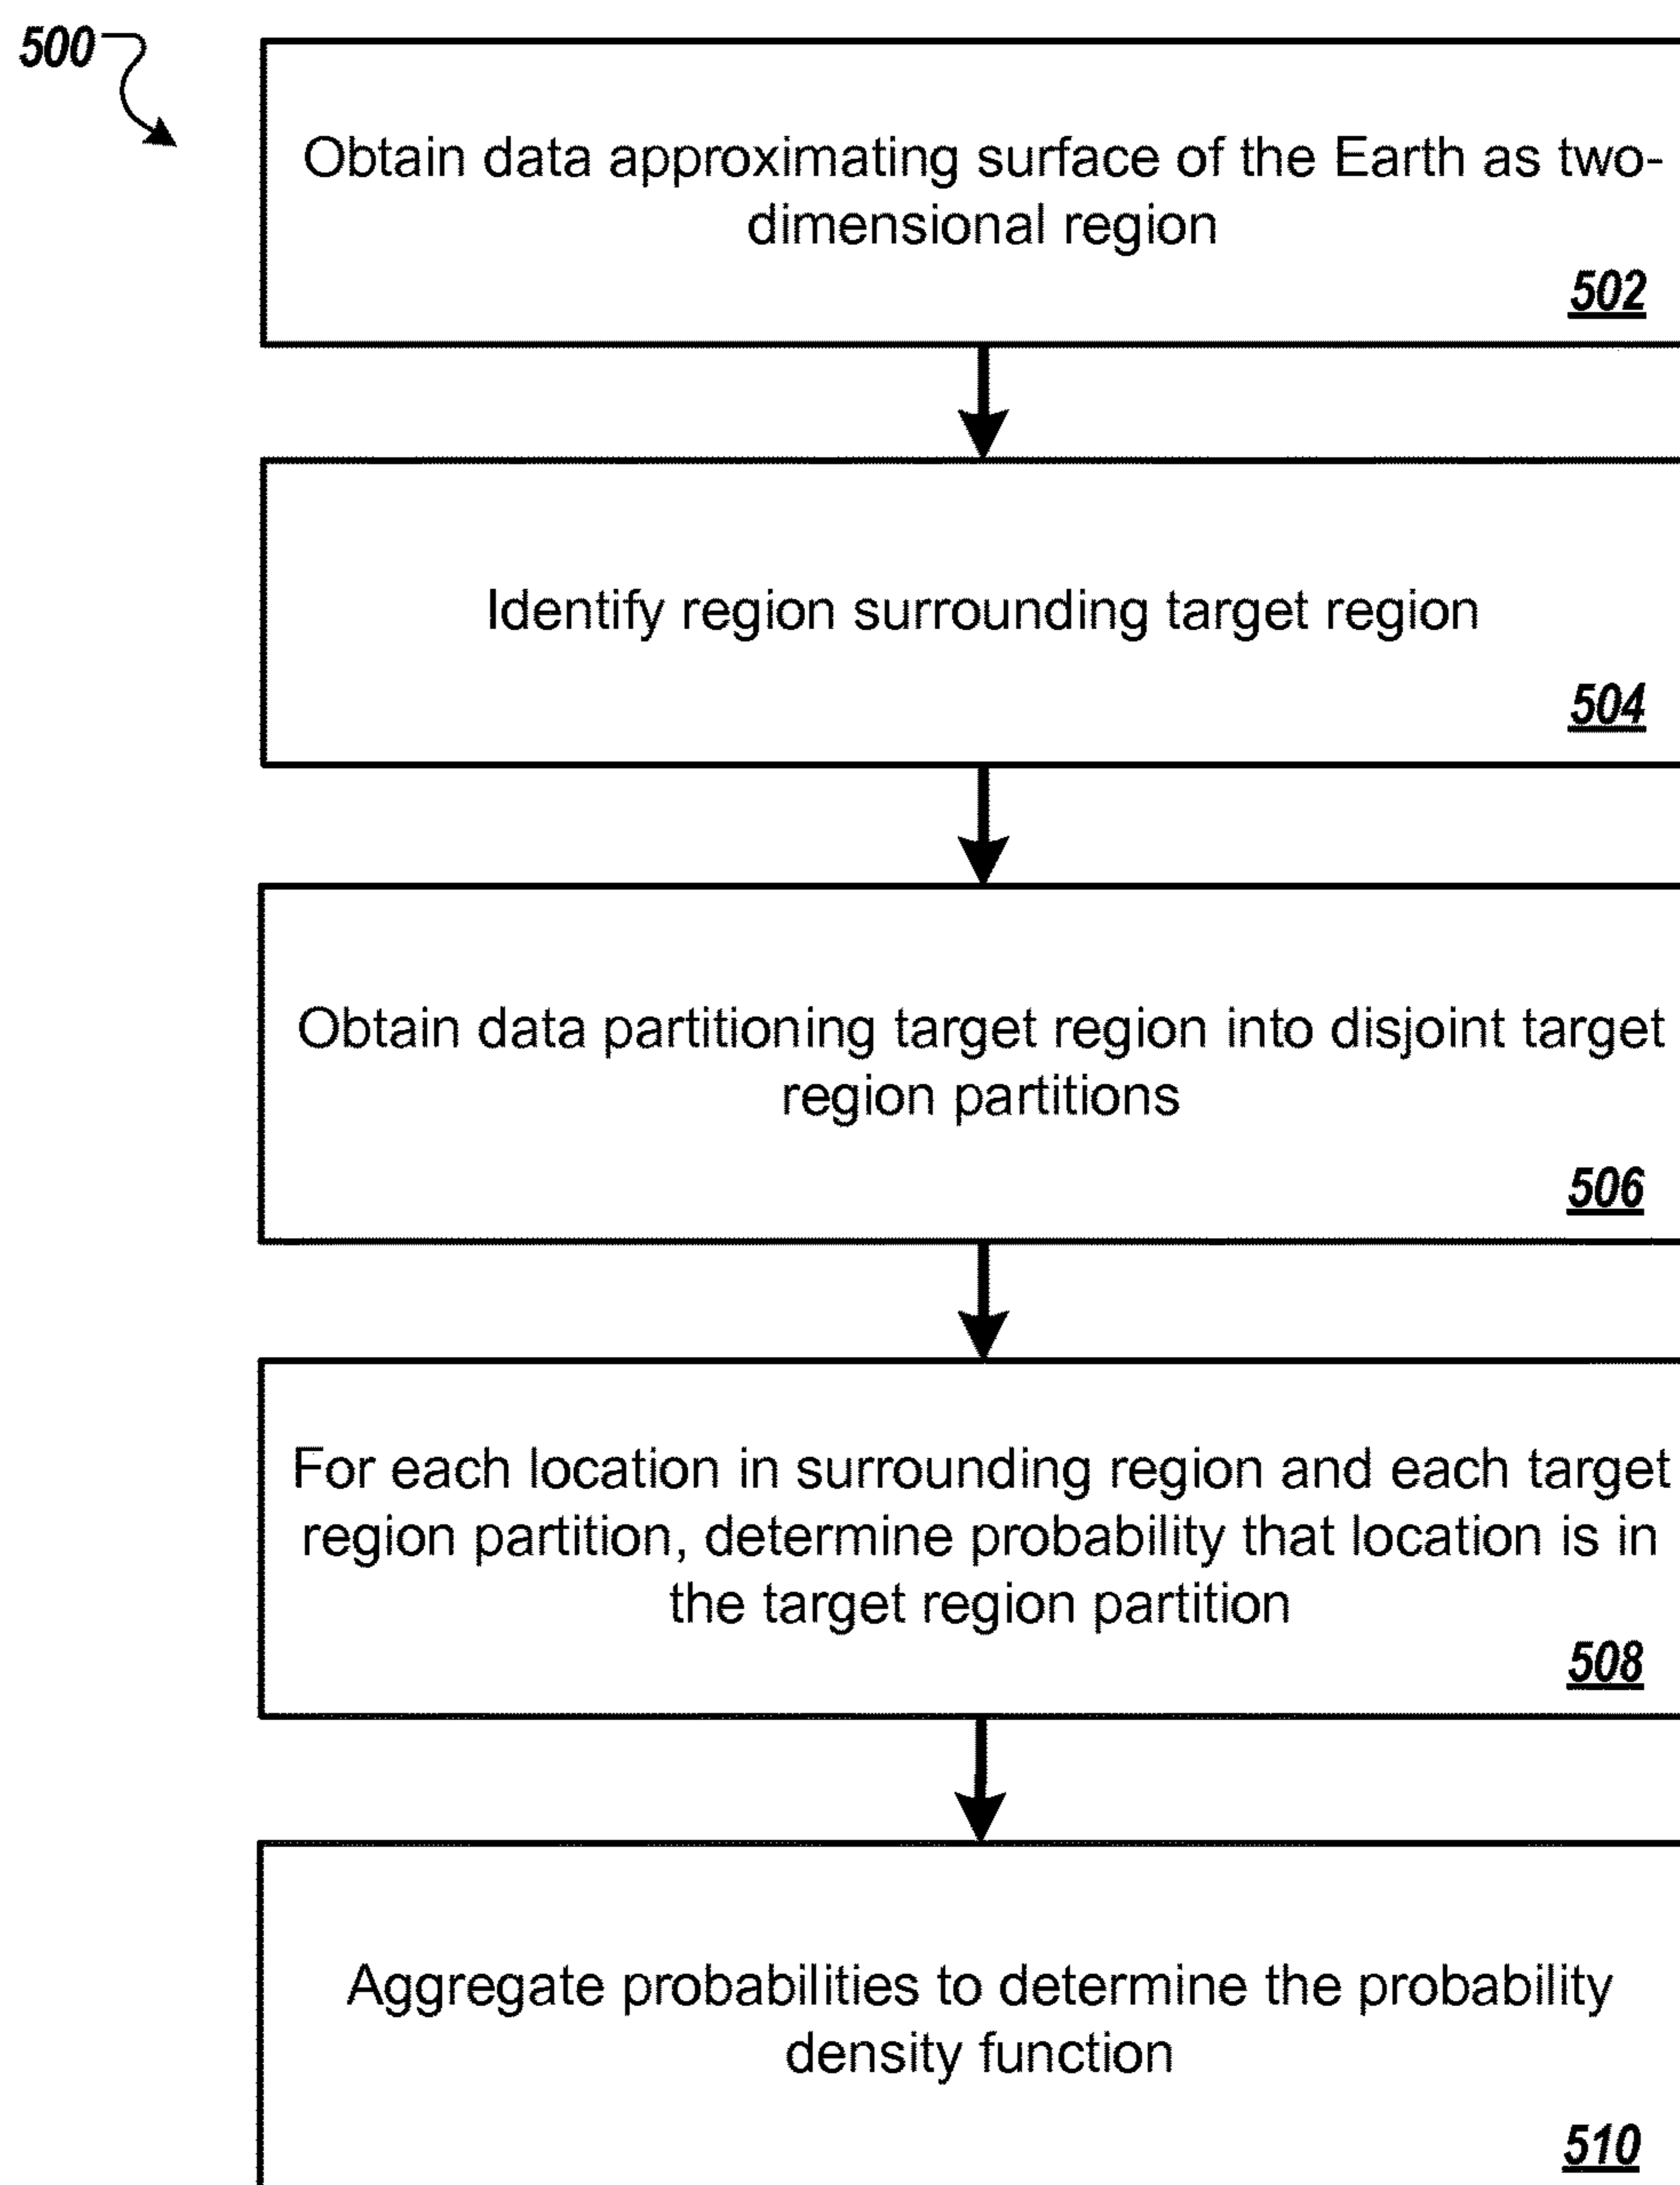 500
Obtain data approximating surface of the Earth as two-
dimensional region
502
Identify region surrounding target region
504
Obtain data partitioning target region into disjoint target
region partitions
506
For each location in surrounding region and each target
region partition, determine probability that location is in
the target region partition
508
Aggregate probabilities to determine the probability
density function
510